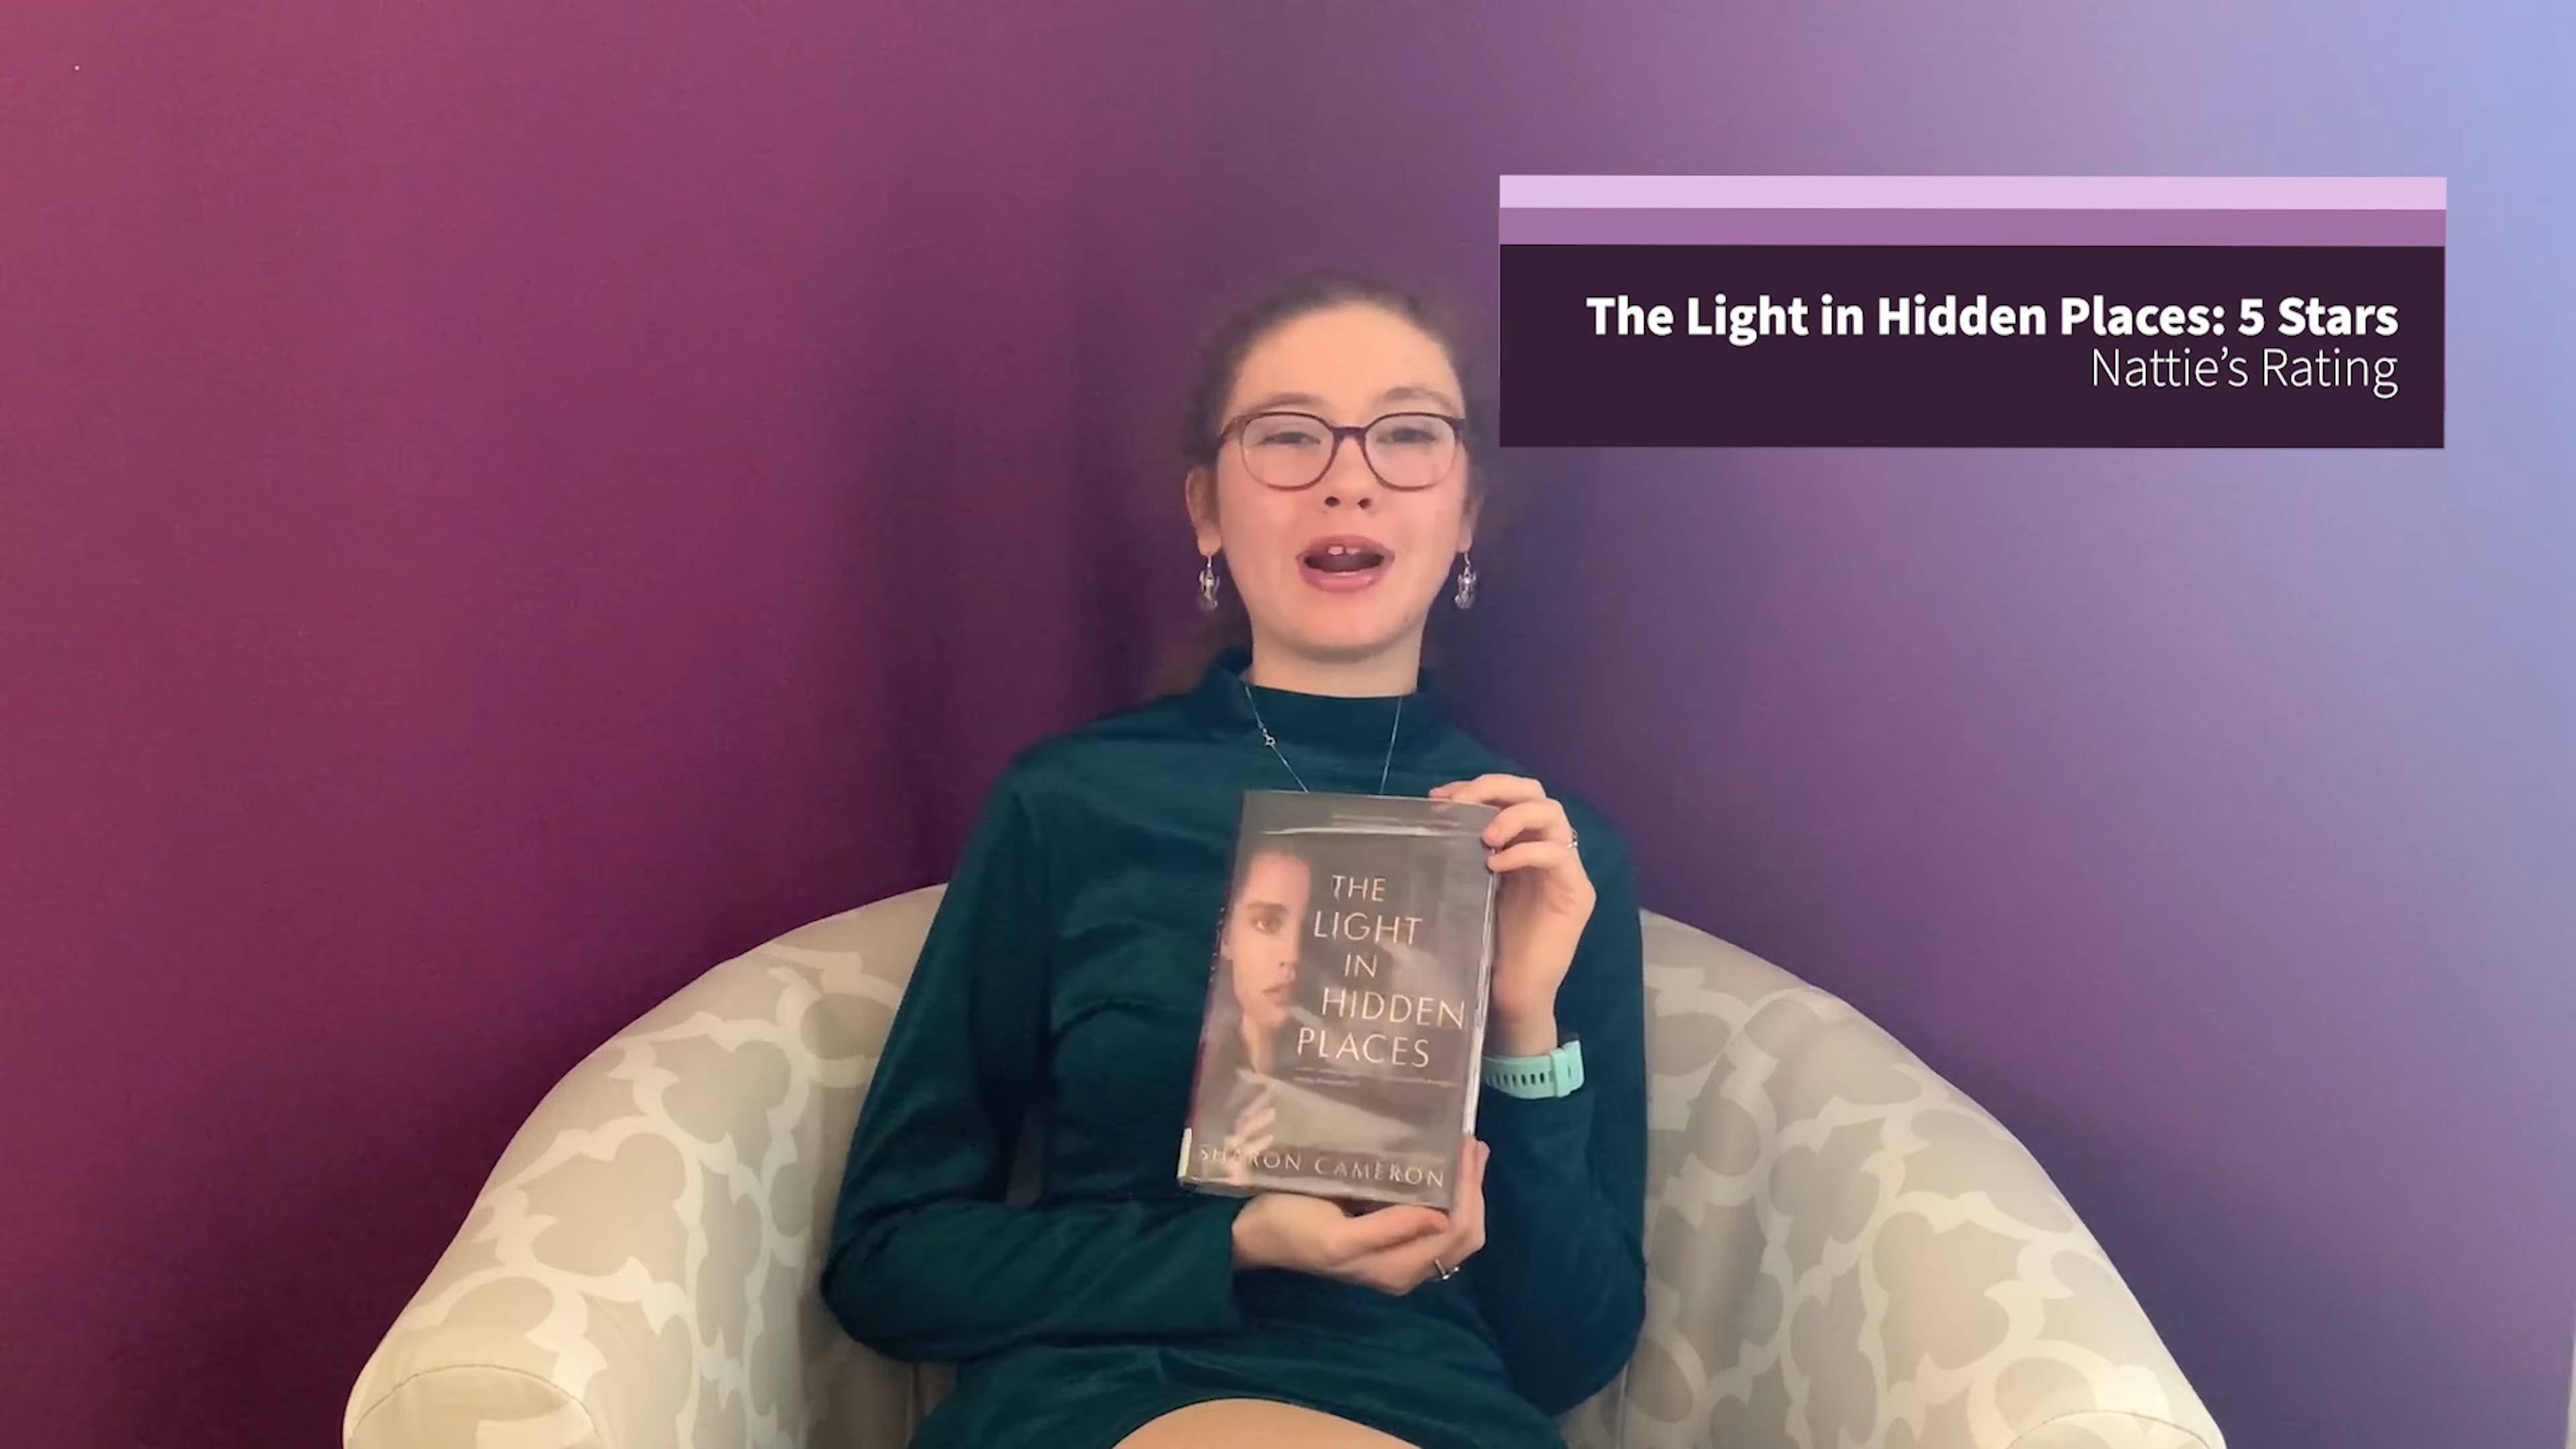 The Light in Hidden Places: 5 Stars
Nattie’s Rating
THE
LIGHT
IN
HIDDEN
PLACES
SHARON CAMERON